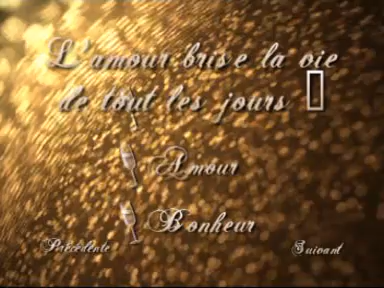 L'amour brise la vie
de tout les jours
Amour
Bonheur
Précédente
Suivant